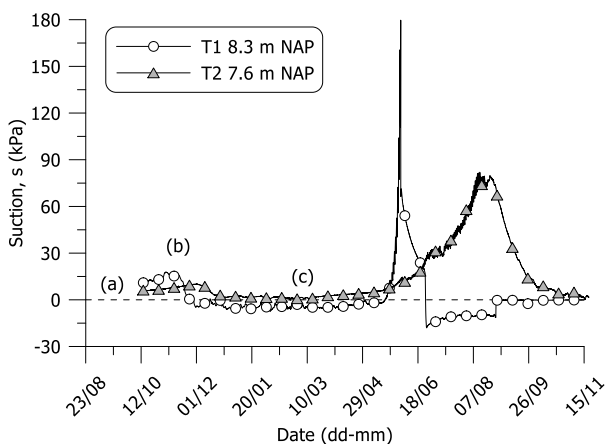 180
150
120
90
60
30
0
-30
Suction, s (kPa)
T1 8.3 m NAP
T2 7.6 m NAP
(a)
(b)
(c)
23/08
12/10
01/12
20/01
10/03
29/04
18/06
07/08
26/09
15/11
Date (dd-mm)